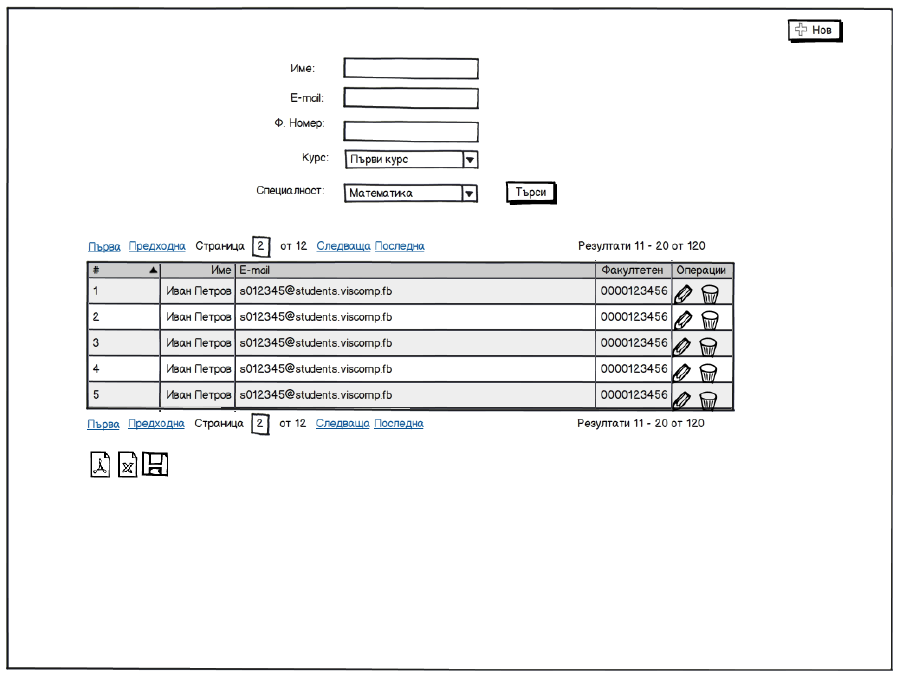 Нов
Име:
E-mail:
Ф. Номер:
Курс: Първи курс
Специалност: Математика Търси
Първа Предходна Страница 2 от 12 Следваща Последна Резултати 11 - 20 от 120
# Име E-mail Факултетен Операции
1 Иван Петров s012345@students.viscomp.fb 0000123456
2 Иван Петров s012345@students.viscomp.fb 0000123456
3 Иван Петров s012345@students.viscomp.fb 0000123456
4 Иван Петров s012345@students.viscomp.fb 0000123456
5 Иван Петров s012345@students.viscomp.fb 0000123456
Първа Предходна Страница 2 от 12 Следваща Последна Резултати 11 - 20 от 120